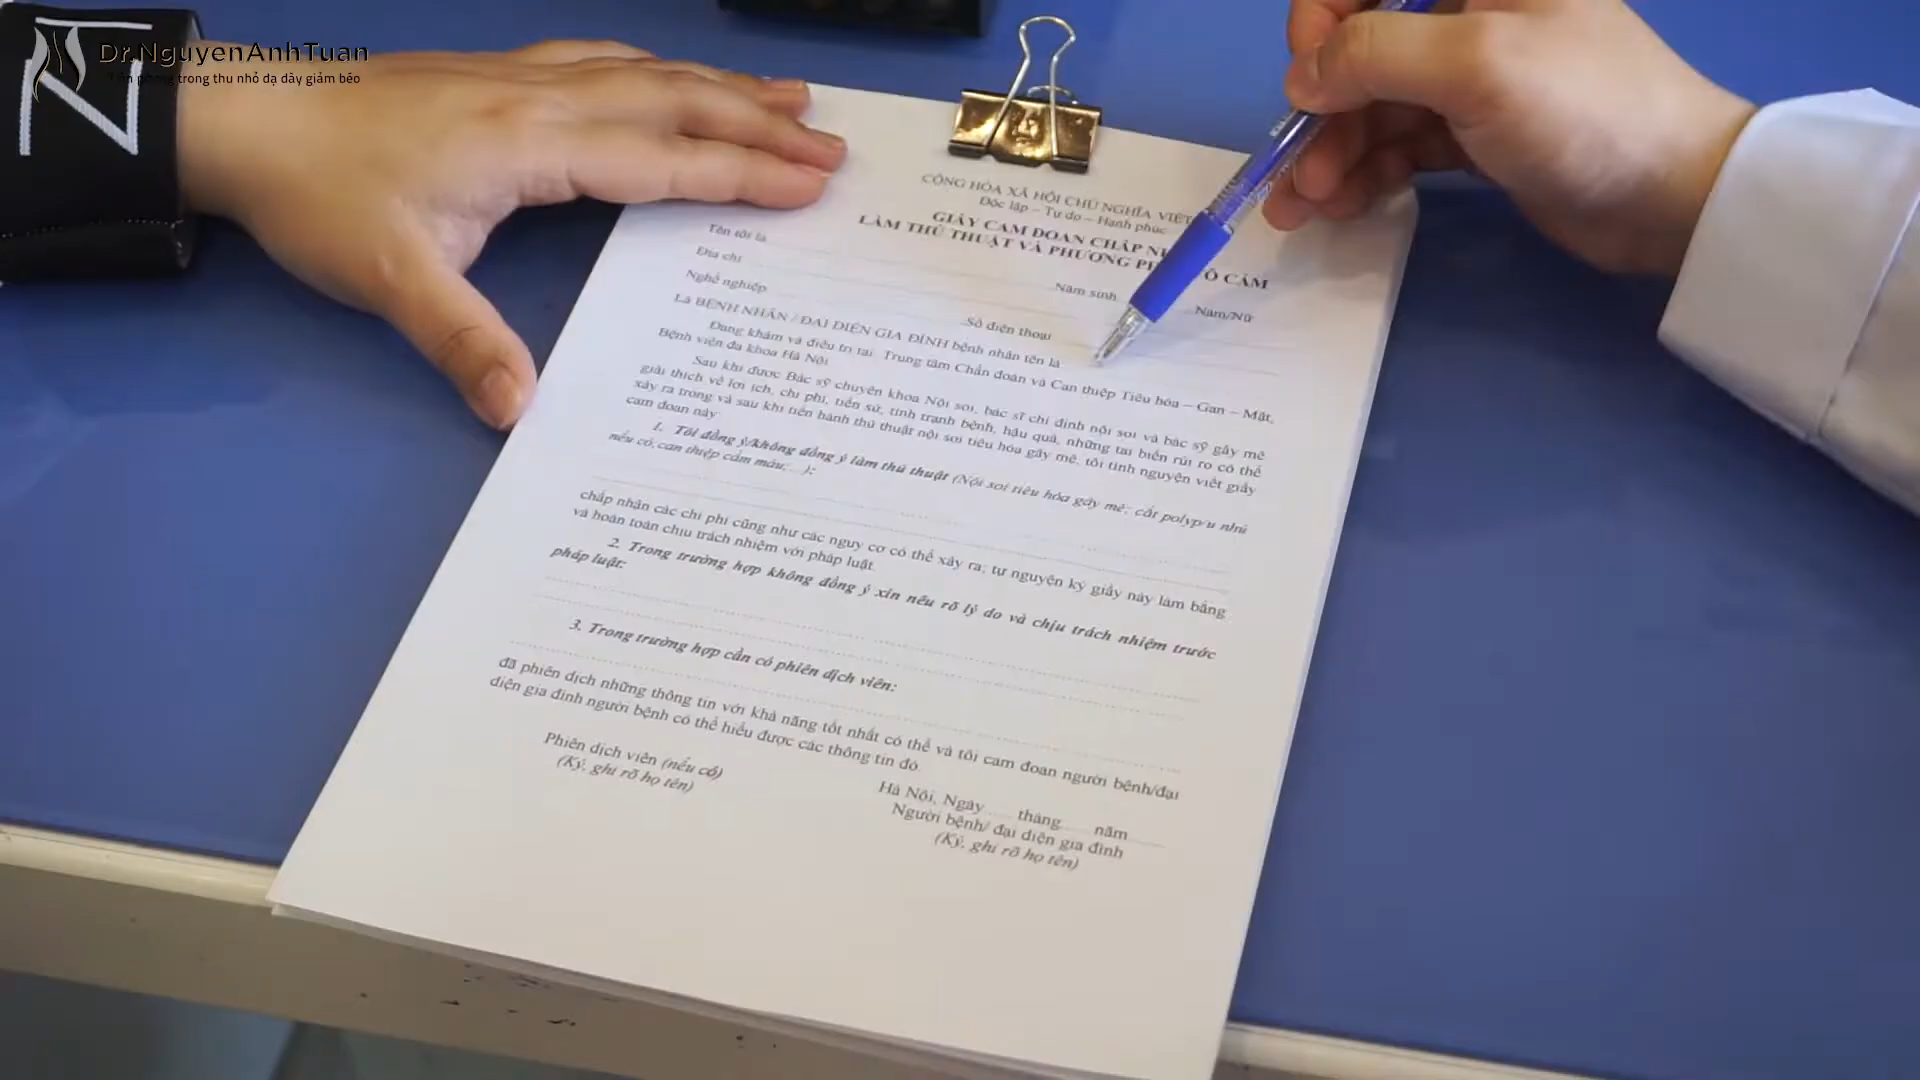 Dr.NguyenAnhTuan
Tiên phong trong thu nhỏ dạ dày giảm béo
CỘNG HÒA XÃ HỘI CHỦ NGHĨA VIỆT
Độc lập – Tự do – Hạnh phúc
GIẤY CAM ĐOAN CHẤP
LÀM THỦ THUẬT VÀ PHƯƠNG CẢM
Tên tôi là Năm sinh Nam/Nữ
Địa chỉ
Nghề nghiệp Số điện thoại
Là BỆNH NHÂN / ĐẠI DIỆN GIA ĐÌNH bệnh nhân tên là
Đang khám và điều trị tại: Trung tâm Chẩn đoán và Can thiệp Tiêu hóa – Gan – Mật,
Bệnh viện đa khoa Hà Nội
Sau khi được Bác sỹ chuyên khoa Nội soi, bác sĩ chỉ định nội soi và bác sỹ gây mê
giải thích về lợi ích, chi phí, tiền sử, tình trạng bệnh, hậu quả, những tai biến rủi ro có thể
xảy ra trong và sau khi tiến hành thủ thuật nội soi tiêu hóa gây mê, tôi tình nguyện viết giấy
cam đoan này
1. Tôi đồng ý/không đồng ý làm thủ thuật (Nội soi tiêu hóa gây mê; cắt polyp/u nhú
nếu có, can thiệp cầm máu;...):
chấp nhận các chi phí cũng như các nguy cơ có thể xảy ra; tự nguyện ký giấy này làm bằng
và hoàn toàn chịu trách nhiệm với pháp luật.
2. Trong trường hợp không đồng ý xin nêu rõ lý do và chịu trách nhiệm trước
pháp luật:
3. Trong trường hợp cần có phiên dịch viên:
đã phiên dịch những thông tin với khả năng tốt nhất có thể và tôi cam đoan người bệnh/đại
diện gia đình người bệnh có thể hiểu được các thông tin đó.
Hà Nội, Ngày..... tháng..... năm......
Phiên dịch viên (nếu có) Người bệnh/ đại diện gia đình
(Ký, ghi rõ họ tên) (Ký, ghi rõ họ tên)